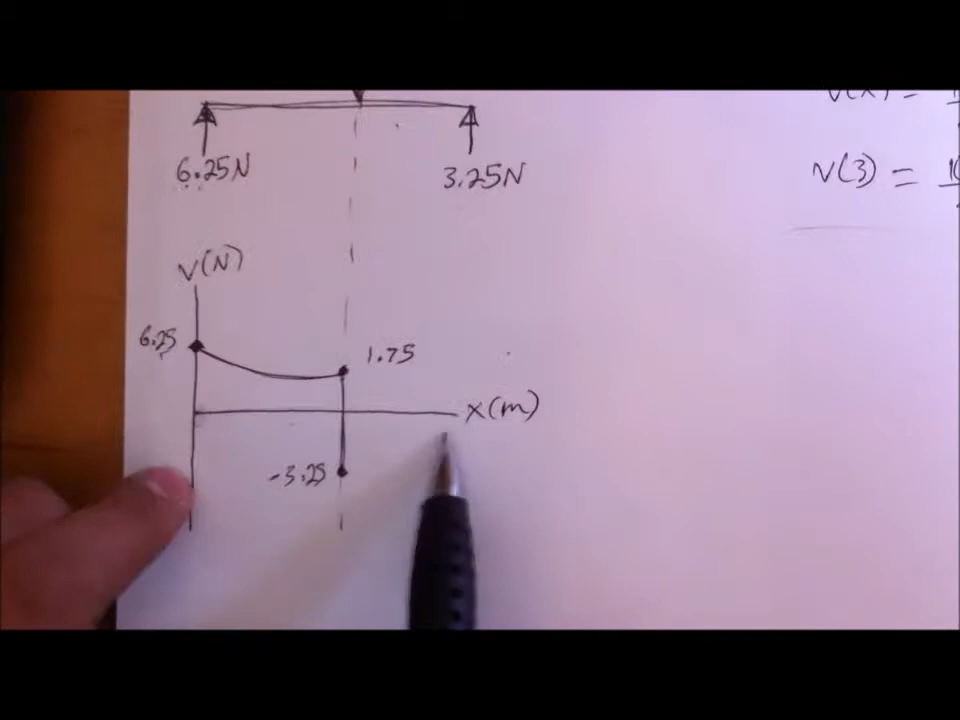 6.25N
3.25N
V(3) =
V(N)
6.25
1.75
X(m)
-3.25